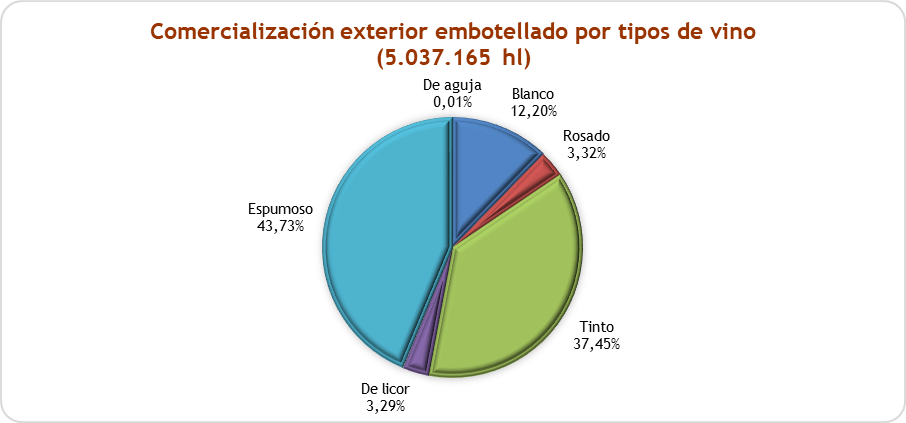 Comercialización exterior embotellado por tipos de vino
(5.037.165 hl)
De aguja
0,01%
Blanco
12,20%
Rosado
3,32%
Espumoso
43,73%
Tinto
37,45%
De licor
3,29%